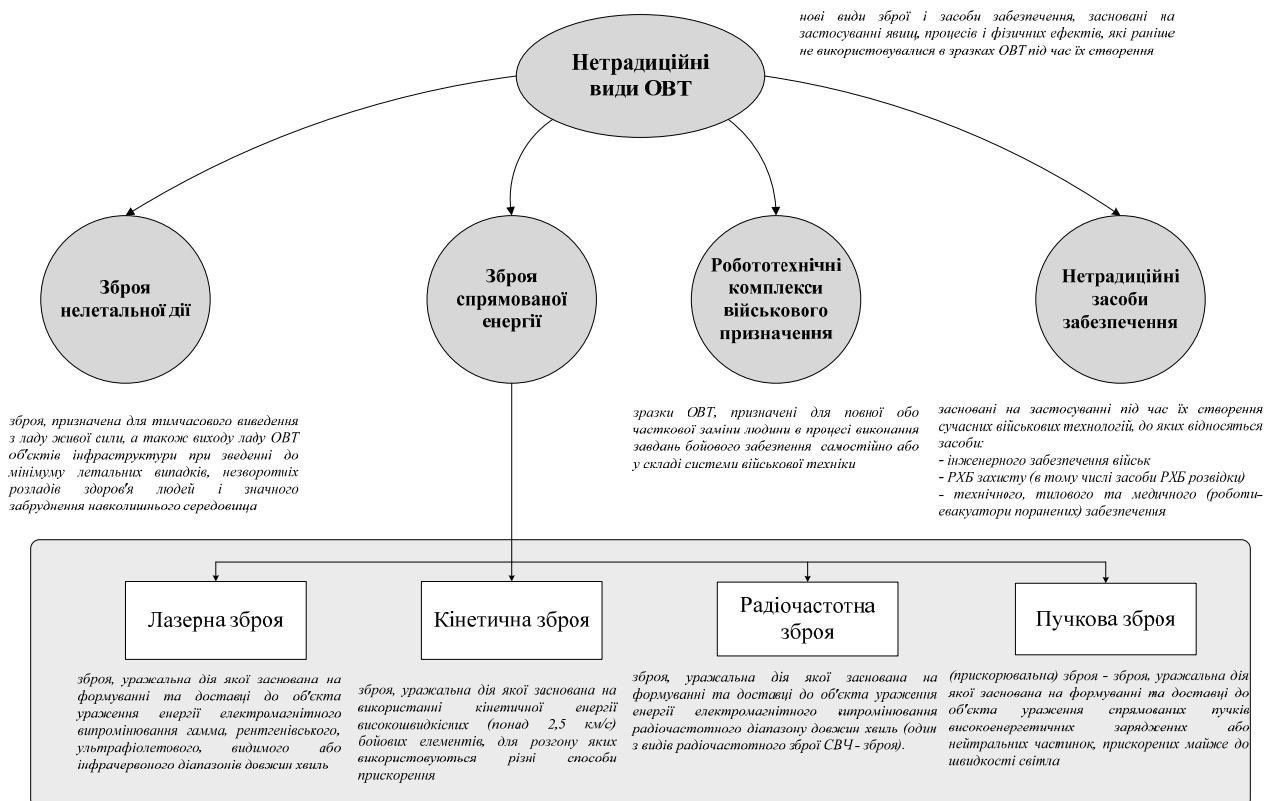 нові види зброї і засоби забезпечення, засновані на
застосуванні явищ, процесів і фізичних ефектів, які раніше
не використовувалися в зразках ОВТ під час їх створення
Нетрадиційні
види ОВТ
Зброя
нелетальної дії
Зброя
спрямованої
енергії
Робототехнічні
комплекси
військового
призначення
Нетрадиційні
засоби
забезпечення
зброя, призначена для тимчасового виведення
з ладу живої сили, а також виходу ладу ОВТ
об'єктів інфраструктури при зведенні до
мінімуму летальних випадків, незворотніх
розладів здоров'я людей і значного
забруднення навколишнього середовища
зразки ОВТ, призначені для повної або
часткової заміни людини в процесі виконання
завдань бойового забезпення самостійно або
у складі системи військової техніки
засновані на застосуванні під час їх створення
сучасних військових технологій, до яких відносяться
засоби:
- інженерного забезпечення військ
- РХБ захисту (в тому числі засоби РХБ розвідки)
- технічного, тилового та медичного (роботи-
евакуатори поранених) забезпечення
Лазерна зброя
Кінетична зброя
Радіочастотна
зброя
Пучкова зброя
зброя, уражальна дія якої заснована на
формуванні та доставці до об'єкта
ураження енергії електромагнітного
випромінювання гамма, рентгенівського,
ультрафіолетового, видимого або
інфрачервоного діапазонів довжин хвиль
зброя, уражальна дія якої заснована на
використанні кінетичної енергії
високошвидкісних (понад 2,5 км/с)
бойових елементів, для розгону яких
використовуються різні способи
прискорення
зброя, уражальна дія якої заснована на
формуванні та доставці до об'єкта ураження
енергії електромагнітного випромінювання
радіочастотного діапазону довжин хвиль (один
з видів радіочастотного зброї СВЧ - зброя).
(прискорювальна) зброя - зброя, уражальна дія
якої заснована на формуванні та доставці до
об'єкта ураження спрямованих пучків
високоенергетичних заряджених або
нейтральних частинок, прискорених майже до
швидкості світла